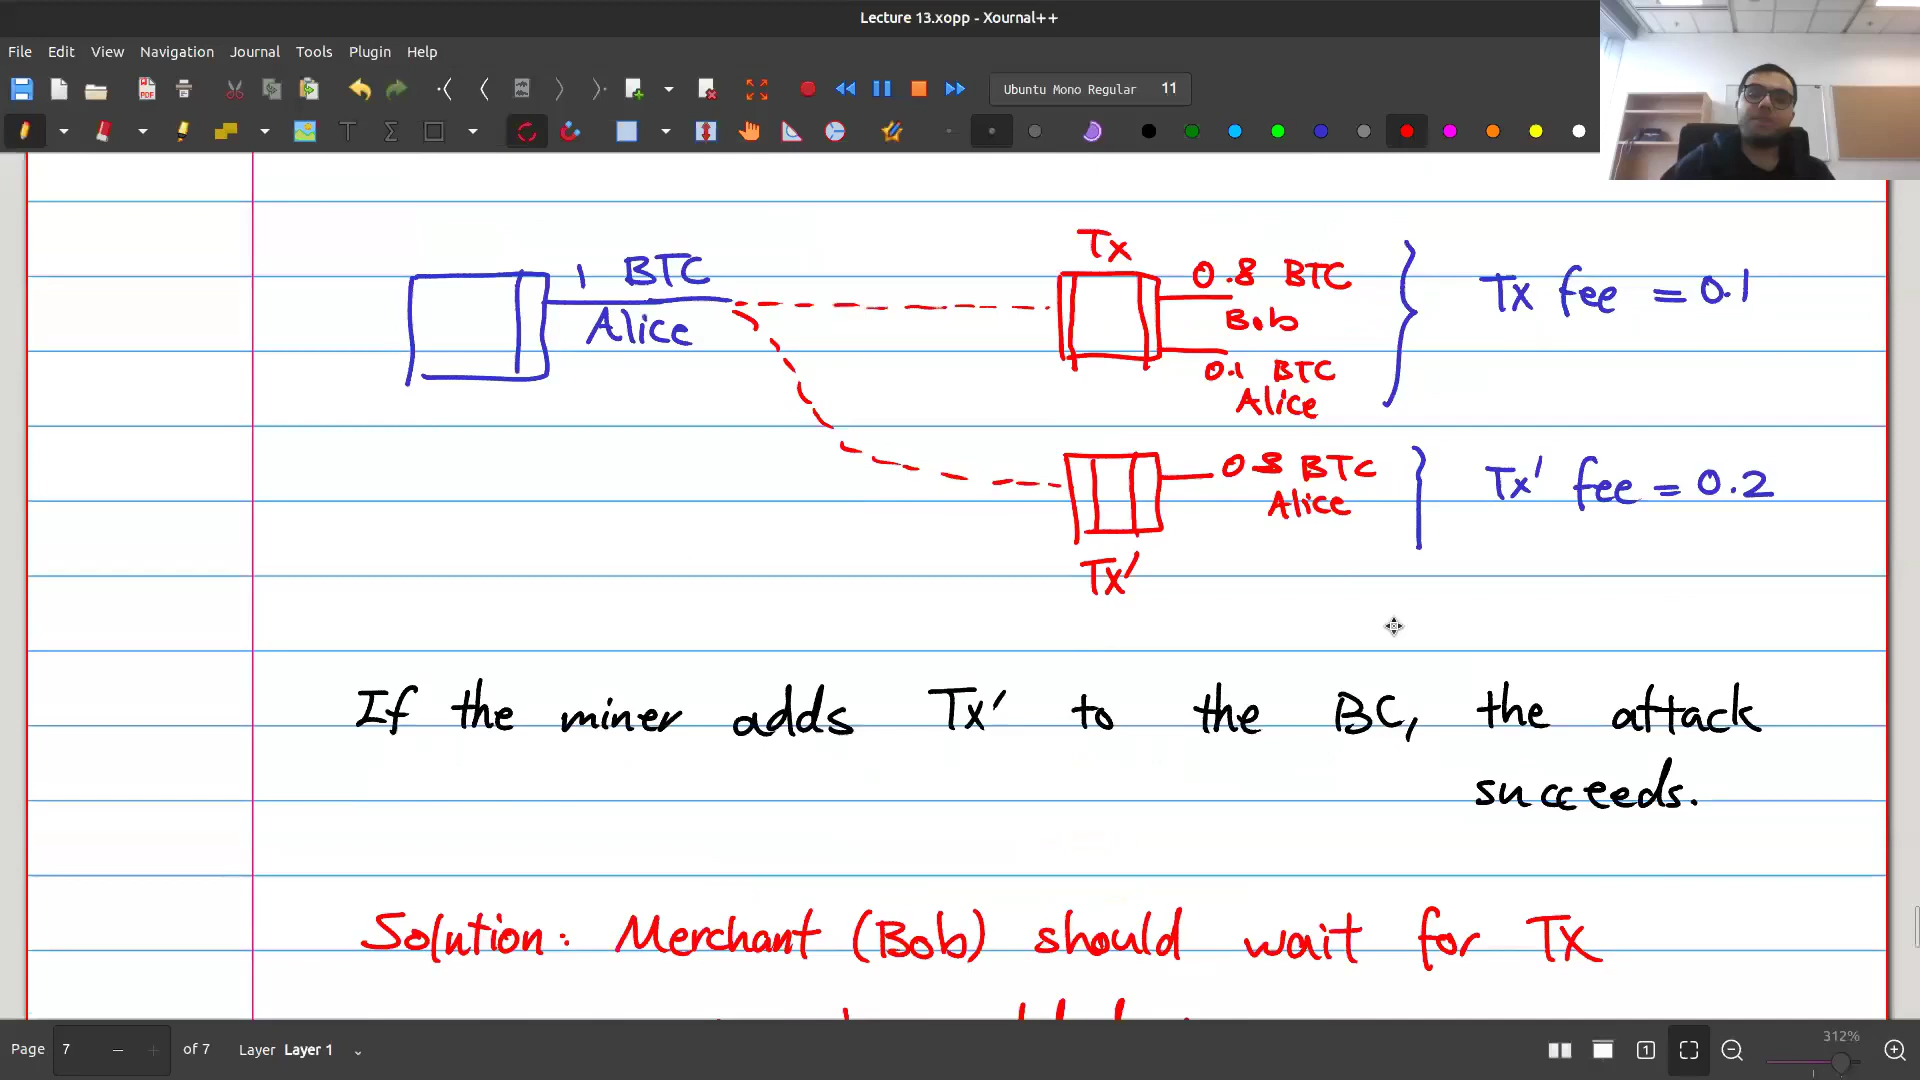 Lecture 13.xopp - Xournal++
File Edit View Navigation Journal Tools Plugin Help
PDF
Ubuntu Mono Regular 11
Tx
1 BTC
Alice
0.8 BTC
Bob
0.1 BTC
Alice
Tx fee = 0.1
0.8 BTC
Alice
Tx' fee = 0.2
Tx'
If the miner adds Tx' to the BC, the attack
succeeds.
Solution: Merchant (Bob) should wait for Tx
Page 7 of 7 Layer Layer 1
1
312%